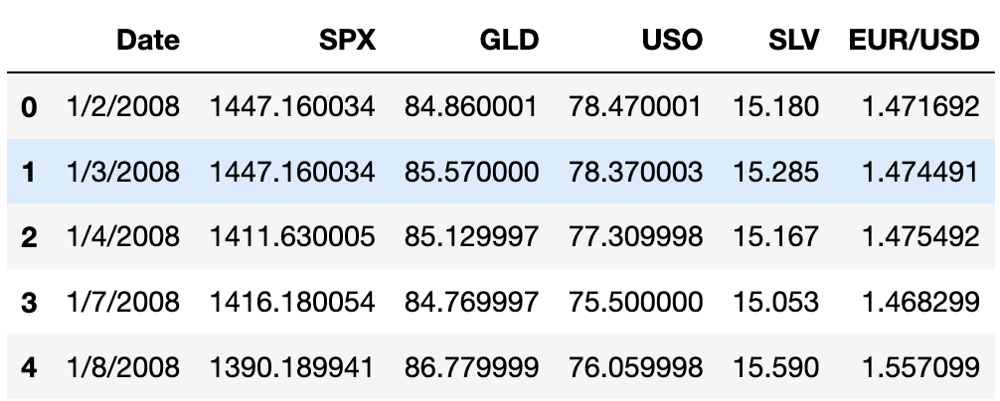 Date SPX GLD USO SLV EUR/USD
0 1/2/2008 1447.160034 84.860001 78.470001 15.180 1.471692
1 1/3/2008 1447.160034 85.570000 78.370003 15.285 1.474491
2 1/4/2008 1411.630005 85.129997 77.309998 15.167 1.475492
3 1/7/2008 1416.180054 84.769997 75.500000 15.053 1.468299
4 1/8/2008 1390.189941 86.779999 76.059998 15.590 1.557099